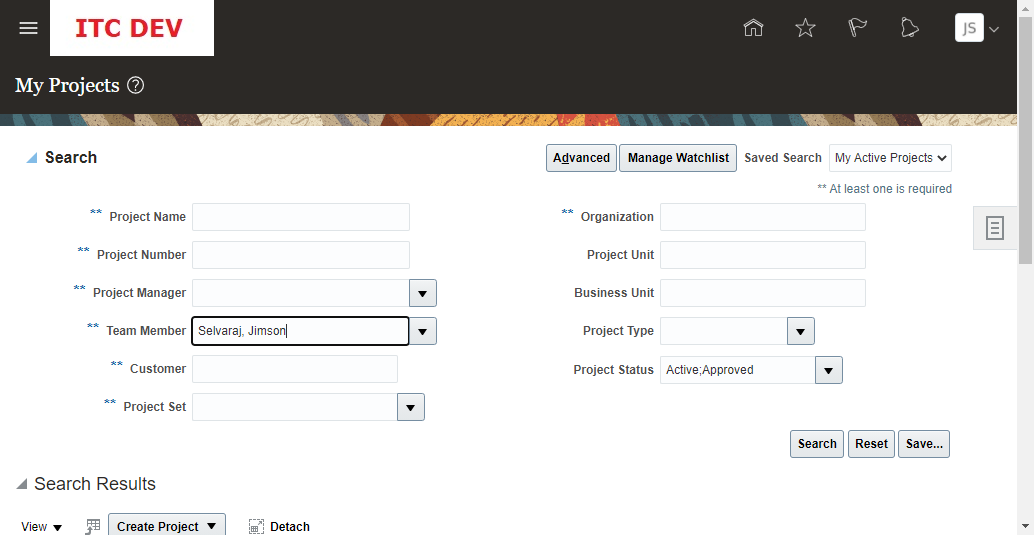 ITC DEV
JS
My Projects ?
Search
Advanced Manage Watchlist Saved Search My Active Projects
** At least one is required
** Project Name
** Organization
** Project Number
Project Unit
** Project Manager
Business Unit
** Team Member Selvaraj, Jimson
Project Type
** Customer
Project Status Active;Approved
** Project Set
Search Reset Save...
Search Results
View Create Project Detach